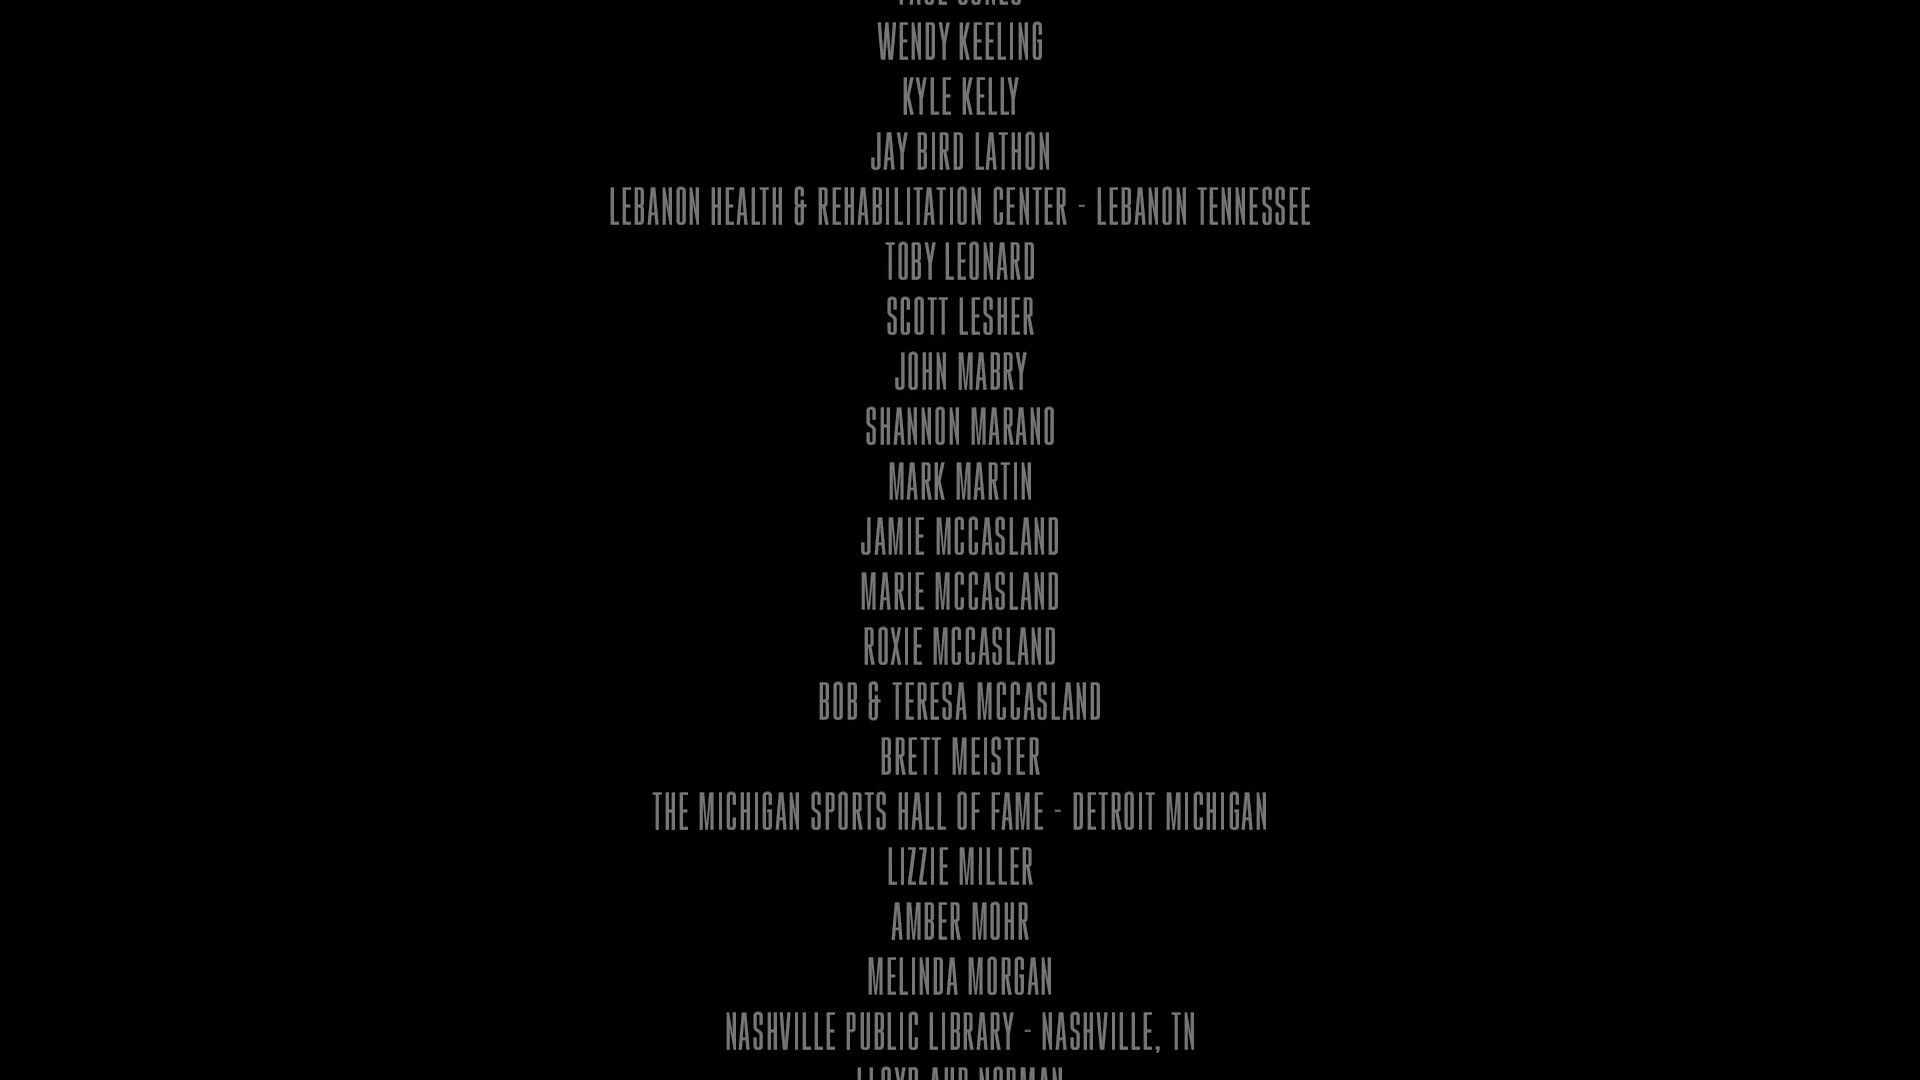 WENDY KEELING
KYLE KELLY
JAY BIRD LATHON
LEBANON HEALTH & REHABILITATION CENTER - LEBANON TENNESSEE
TOBY LEONARD
SCOTT LESHER
JOHN MABRY
SHANNON MARANO
MARK MARTIN
JAMIE MCCASLAND
MARIE MCCASLAND
ROXIE MCCASLAND
BOB & TERESA MCCASLAND
BRETT MEISTER
THE MICHIGAN SPORTS HALL OF FAME - DETROIT MICHIGAN
LIZZIE MILLER
AMBER MOHR
MELINDA MORGAN
NASHVILLE PUBLIC LIBRARY - NASHVILLE, TN